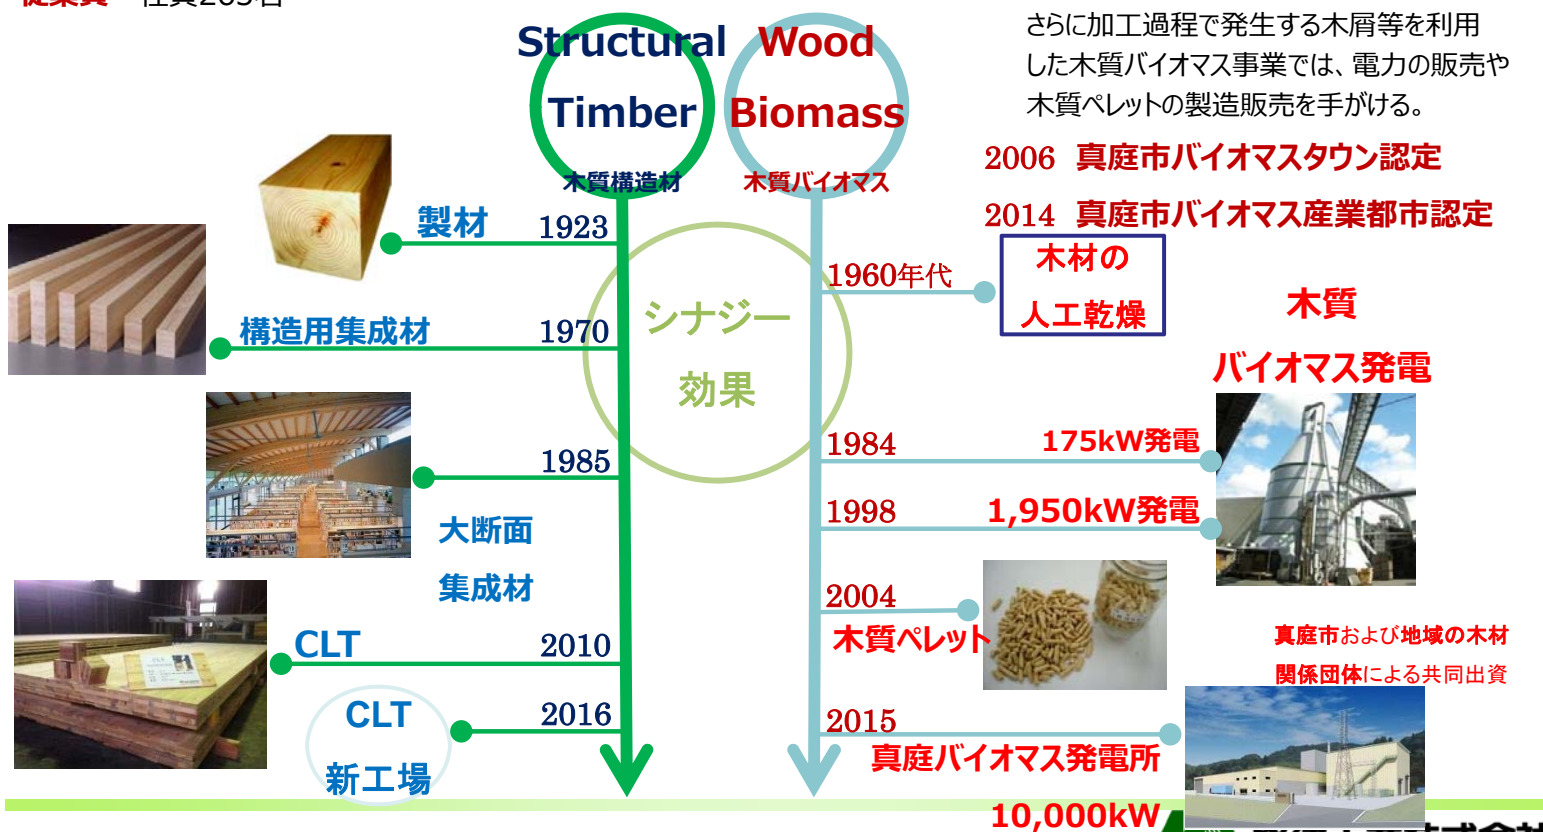 さらに加工過程で発生する木屑等を利用
した木質バイオマス事業では、電力の販売や
木質ペレットの製造販売を手がける。
2006 真庭市バイオマスタウン認定
2014 真庭市バイオマス産業都市認定
Structural
Timber
木質構造材
Wood
Biomass
木質バイオマス
シナジー
効果
製材 1923
構造用集成材 1970
1985
大断面
集成材
CLT 2010
2016
CLT
新工場
1960年代
木材の
人工乾燥
木質
バイオマス発電
1984 175kW発電
1998 1,950kW発電
2004
木質ペレット
真庭市および地域の木材
関係団体による共同出資
2015
真庭バイオマス発電所
10,000kW